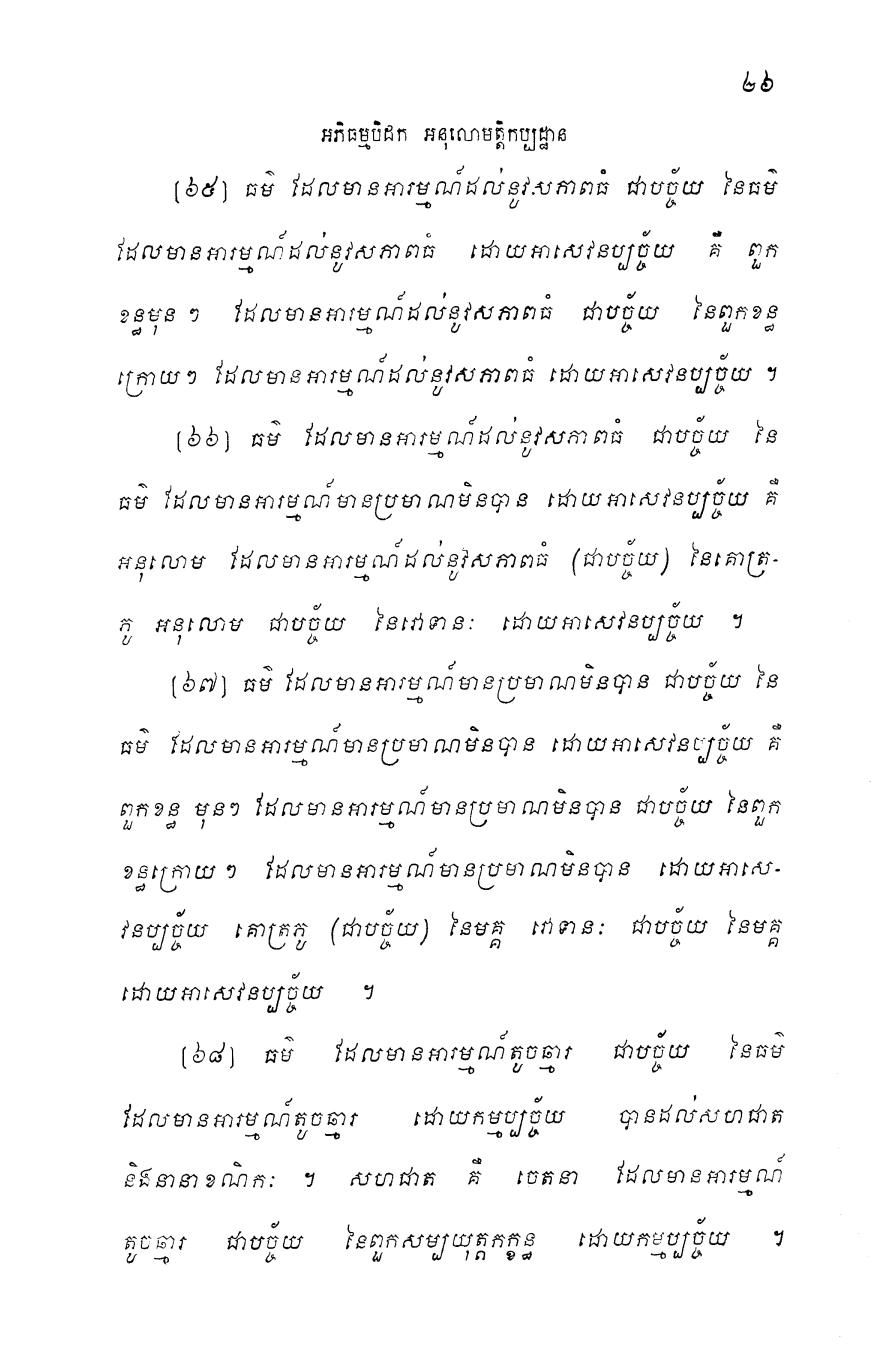 ២៦
អភិធម្មបិដក អនុលោមត្តិកប្បដ្ឋាន
(៦៥) ធម៌ ដែលមានអារម្មណ៍ដល់នូវសភាពធំ ជាបច្ច័យ នៃធម៌
ដែលមានអារម្មណ៍ដល់នូវសភាពធំ ដោយអាសេវនប្បច្ច័យ គឺ ពួក
ខន្ធមុន ៗ ដែលមានអារម្មណ៍ដល់នូវសភាពធំ ជាបច្ច័យ នៃពួកខន្ធ
ក្រោយៗ ដែលមានអារម្មណ៍ដល់នូវសភាពធំ ដោយអាសេវនប្បច្ច័យ ។
(៦៦) ធម៌ ដែលមានអារម្មណ៍ដល់នូវសភាពធំ ជាបច្ច័យ នៃ
ធម៌ ដែលមានអារម្មណ៍មានប្រមាណមិនបាន ដោយអាសេវនប្បច្ច័យ គឺ
អនុលោម ដែលមានអារម្មណ៍ដល់នូវសភាពធំ (ជាបច្ច័យ) នៃគោត្រ-
ភូ អនុលោម ជាបច្ច័យ នៃវោទានៈ ដោយអាសេវនប្បច្ច័យ ។
(៦៧) ធម៌ ដែលមានអារម្មណ៍មានប្រមាណមិនបាន ជាបច្ច័យ នៃ
ធម៌ ដែលមានអារម្មណ៍មានប្រមាណមិនបាន ដោយអាសេវនប្បច្ច័យ គឺ
ពួកខន្ធ មុនៗ ដែលមានអារម្មណ៍មានប្រមាណមិនបាន ជាបច្ច័យ នៃពួក
ខន្ធក្រោយ ៗ ដែលមានអារម្មណ៍មានប្រមាណមិនបាន ដោយអាសេ-
វនប្បច្ច័យ គោត្រភូ (ជាបច្ច័យ) នៃមគ្គ វោទានៈ ជាបច្ច័យ នៃមគ្គ
ដោយអាសេវនប្បច្ច័យ ។
(៦៨) ធម៌ ដែលមានអារម្មណ៍តូចឆ្មារ ជាបច្ច័យ នៃធម៌
ដែលមានអារម្មណ៍តូចឆ្មារ ដោយកម្មប្បច្ច័យ បានដល់សហជាត
និងនានាខណិកៈ ។ សហជាត គឺ ចេតនា ដែលមានអារម្មណ៍
តូចឆ្មារ ជាបច្ច័យ នៃពួកសម្បយុត្តកក្ខន្ធ ដោយកម្មប្បច្ច័យ ។